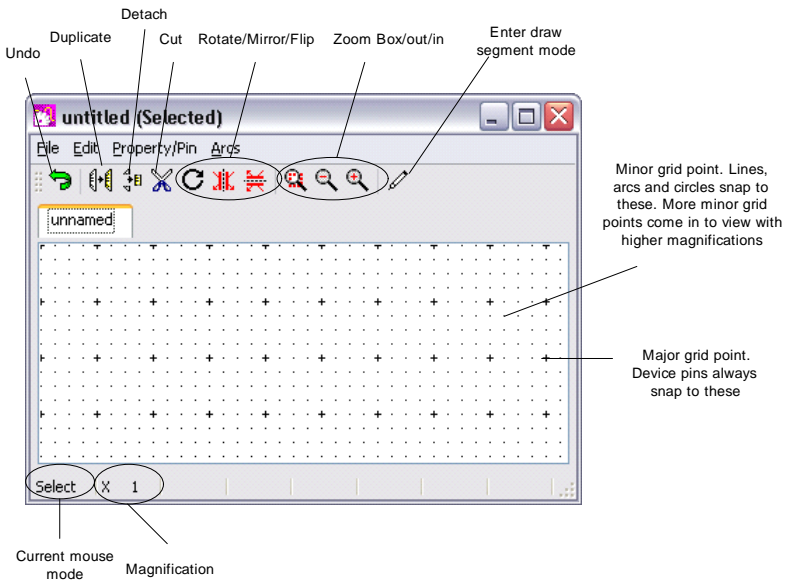 Detach
Duplicate
Cut
Rotate/Mirror/Flip
Zoom Box/out/in
Enter draw
segment mode
Undo
untitled (Selected)
File Edit Property/Pin Arcs
unnamed
Minor grid point. Lines,
arcs and circles snap to
these. More minor grid
points come in to view with
higher magnifications
Major grid point.
Device pins always
snap to these
Select X 1
Current mouse
mode
Magnification